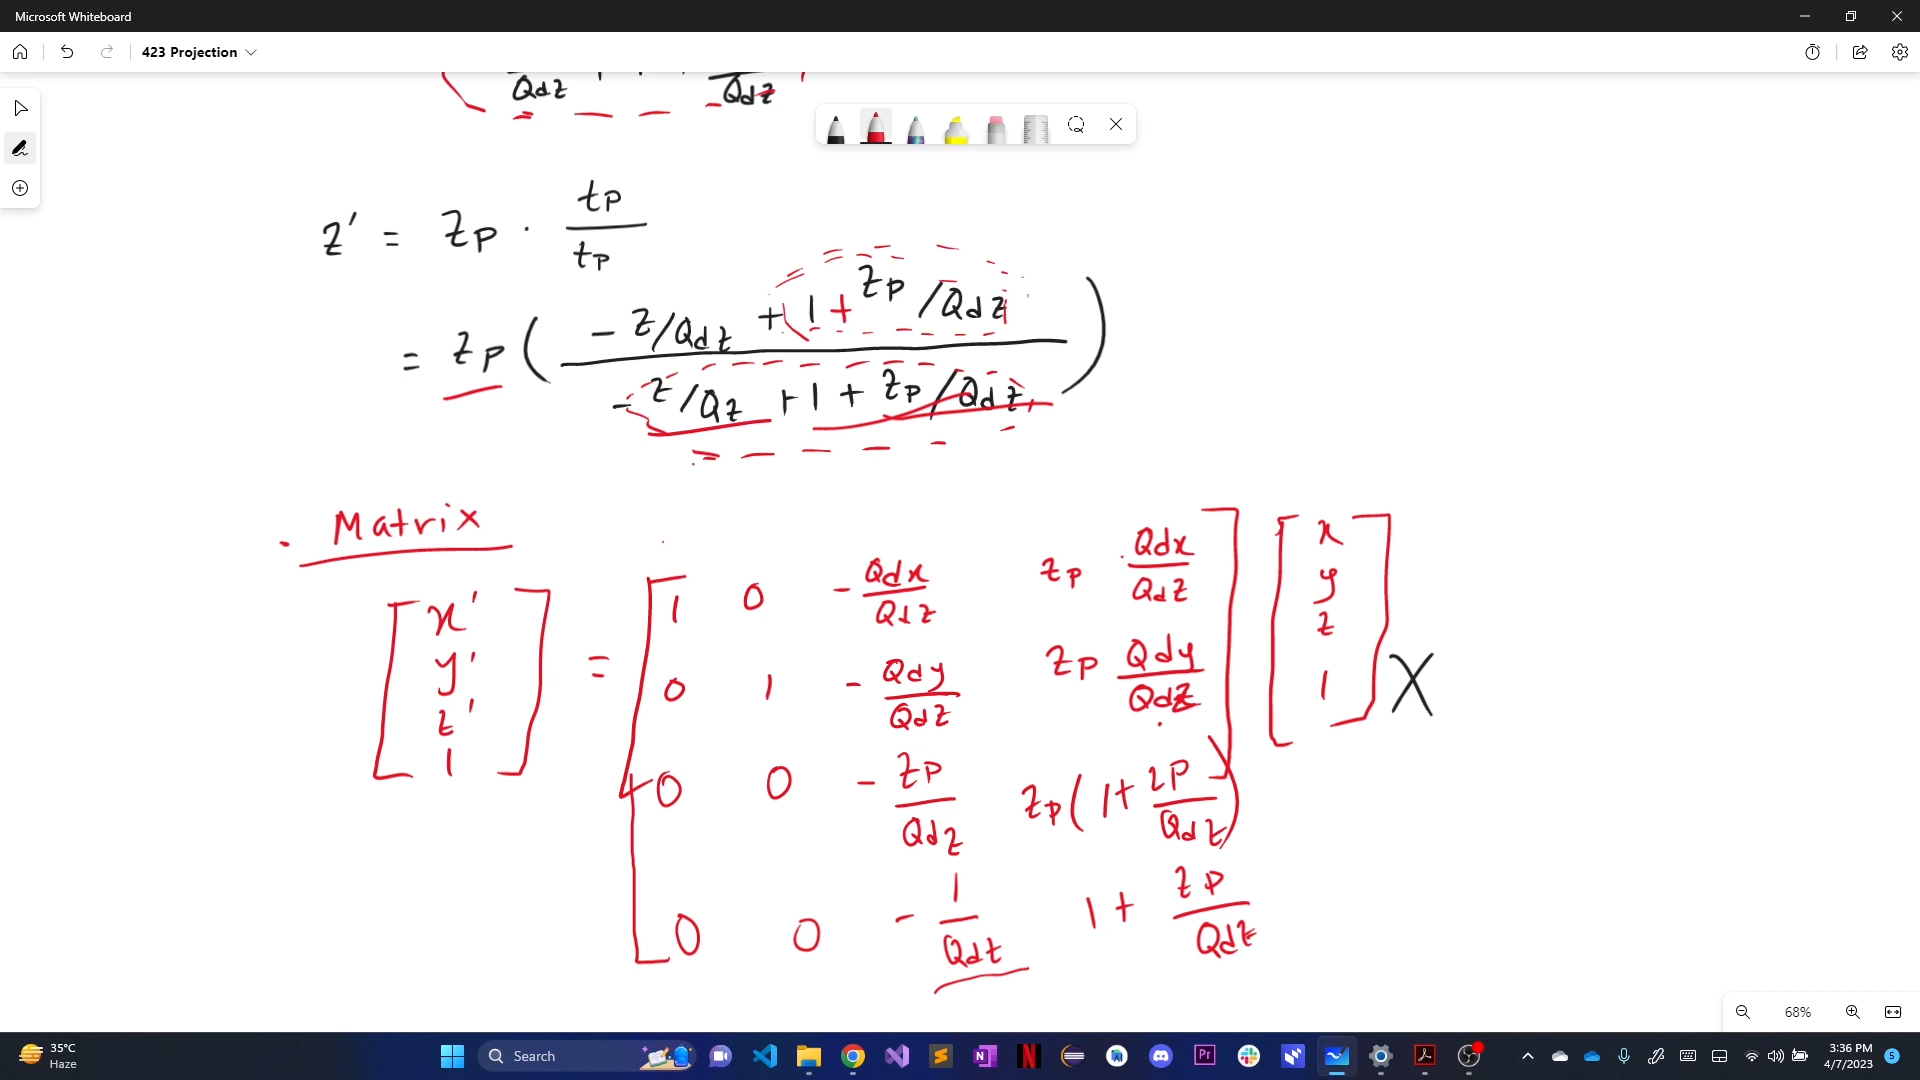 Microsoft Whiteboard
423 Projection
Qdz Qdz
z' = zp · tp/tp
= zp ( (- z/Qdz + 1 + zp/Qdz) / (- z/Qz + 1 + zp/Qdz) )
· Matrix
[x' y' z' 1] =
1 0 - Qdx/Qdz zp Qdx/Qdz
0 1 - Qdy/Qdz zp Qdy/Qdz
0 0 - zp/Qdz zp(1 + zp/Qdz)
0 0 - 1/Qdz 1 + zp/Qdz
[x y z 1] X
68%
35°C
Haze
Search
Pr
3:36 PM
4/7/2023
5